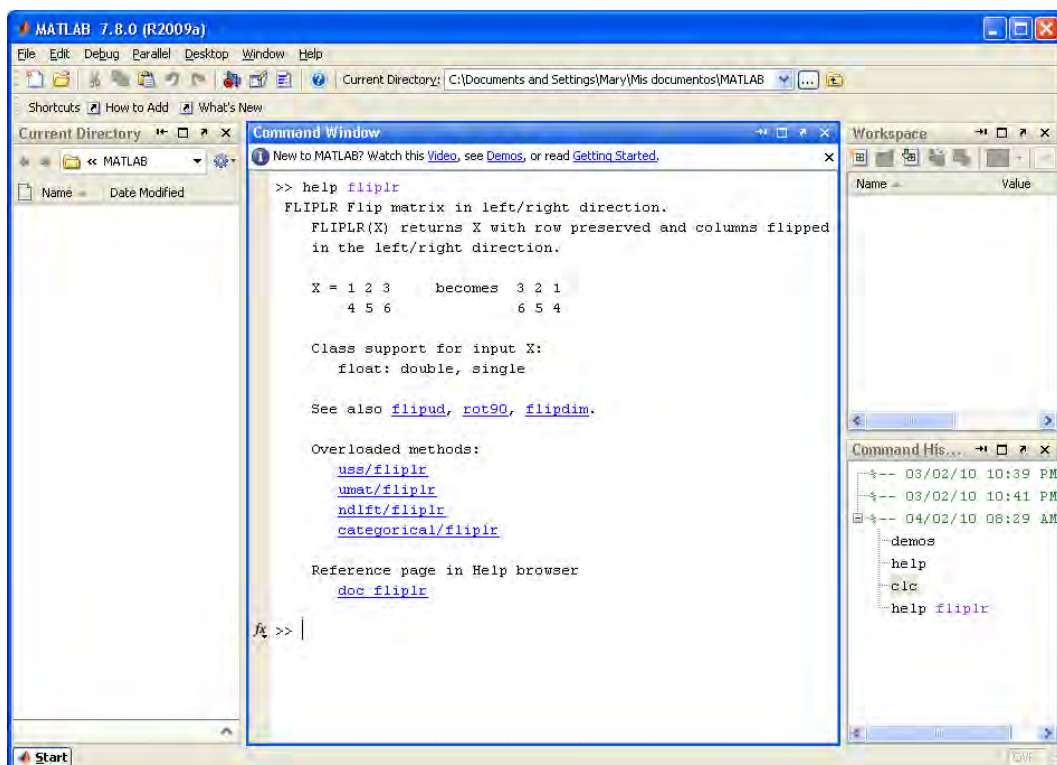 MATLAB 7.8.0 (R2009a)
File Edit Debug Parallel Desktop Window Help
Current Directory: C:\Documents and Settings\Mary\Mis documentos\MATLAB
Shortcuts How to Add What's New
Current Directory
« MATLAB
Name Date Modified
Command Window
New to MATLAB? Watch this Video, see Demos, or read Getting Started.
>> help fliplr
FLIPLR Flip matrix in left/right direction.
FLIPLR(X) returns X with row preserved and columns flipped
in the left/right direction.
X = 1 2 3 becomes 3 2 1
4 5 6 6 5 4
Class support for input X:
float: double, single
See also flipud, rot90, flipdim.
Overloaded methods:
uss/fliplr
umat/fliplr
ndlft/fliplr
categorical/fliplr
Reference page in Help browser
doc fliplr
fx >>
Workspace
Name Value
Command His...
%-- 03/02/10 10:39 PM
%-- 03/02/10 10:41 PM
%-- 04/02/10 08:29 AM
demos
help
clc
help fliplr
Start
OVR